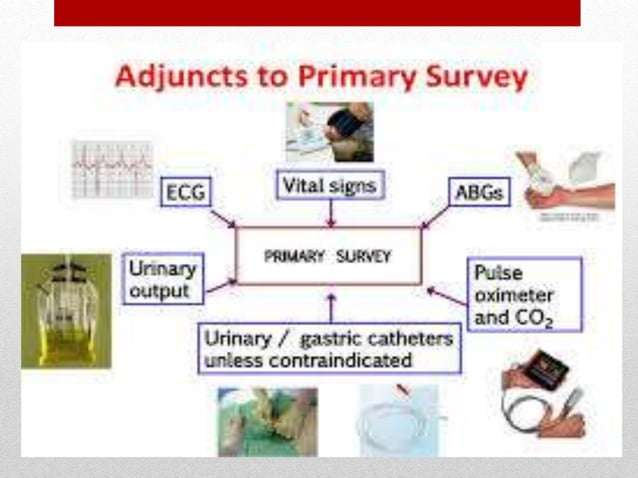 Adjuncts to Primary Survey
Vital signs
ECG
ABGs
PRIMARY SURVEY
Urinary
output
Pulse
oximeter
and CO₂
Urinary / gastric catheters
unless contraindicated